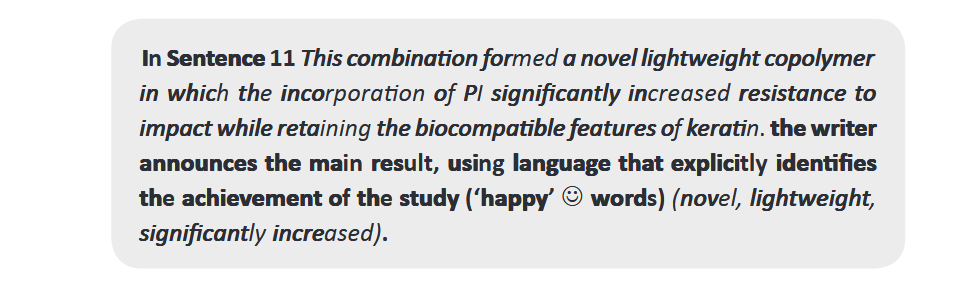 In Sentence 11 This combination formed a novel lightweight copolymer
in which the incorporation of PI significantly increased resistance to
impact while retaining the biocompatible features of keratin. the writer
announces the main result, using language that explicitly identifies
the achievement of the study (‘happy’ ☺ words) (novel, lightweight,
significantly increased).